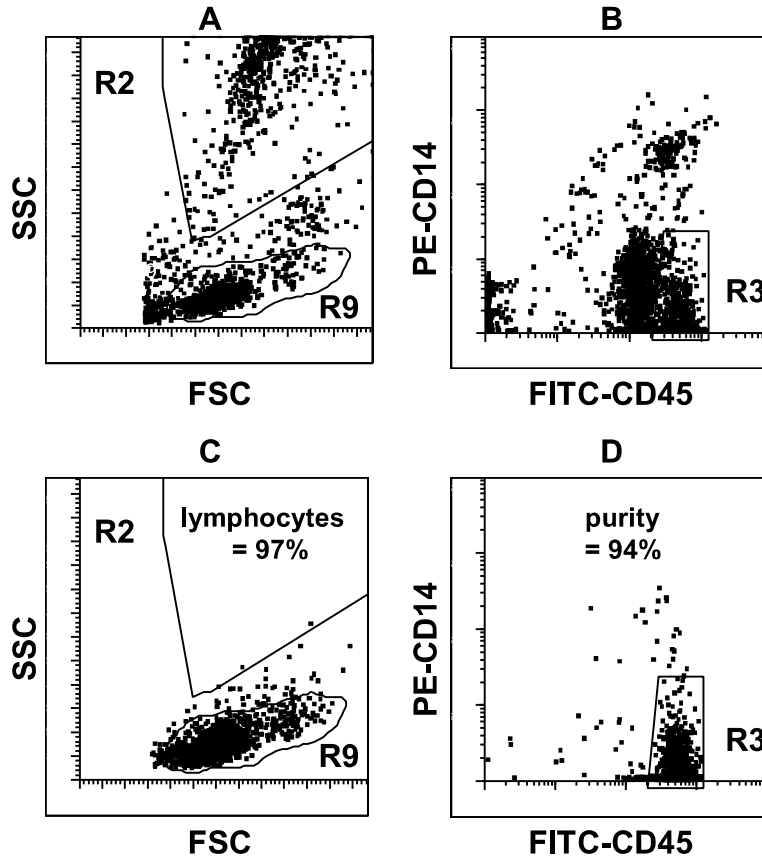 A
R2
SSC
R9
FSC
B
PE-CD14
R3
FITC-CD45
C
R2
lymphocytes
= 97%
SSC
R9
FSC
D
purity
= 94%
PE-CD14
R3
FITC-CD45